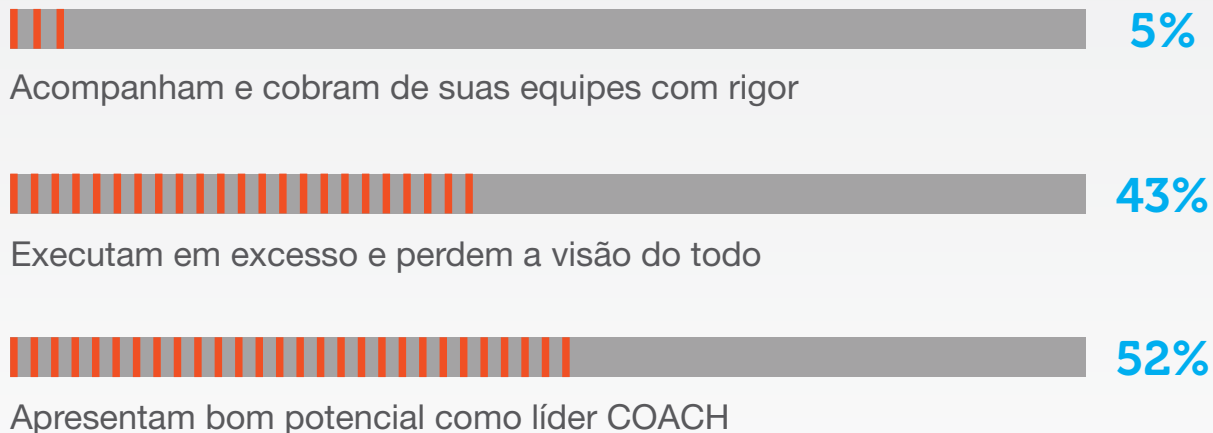 5%
Acompanham e cobram de suas equipes com rigor
43%
Executam em excesso e perdem a visão do todo
52%
Apresentam bom potencial como líder COACH